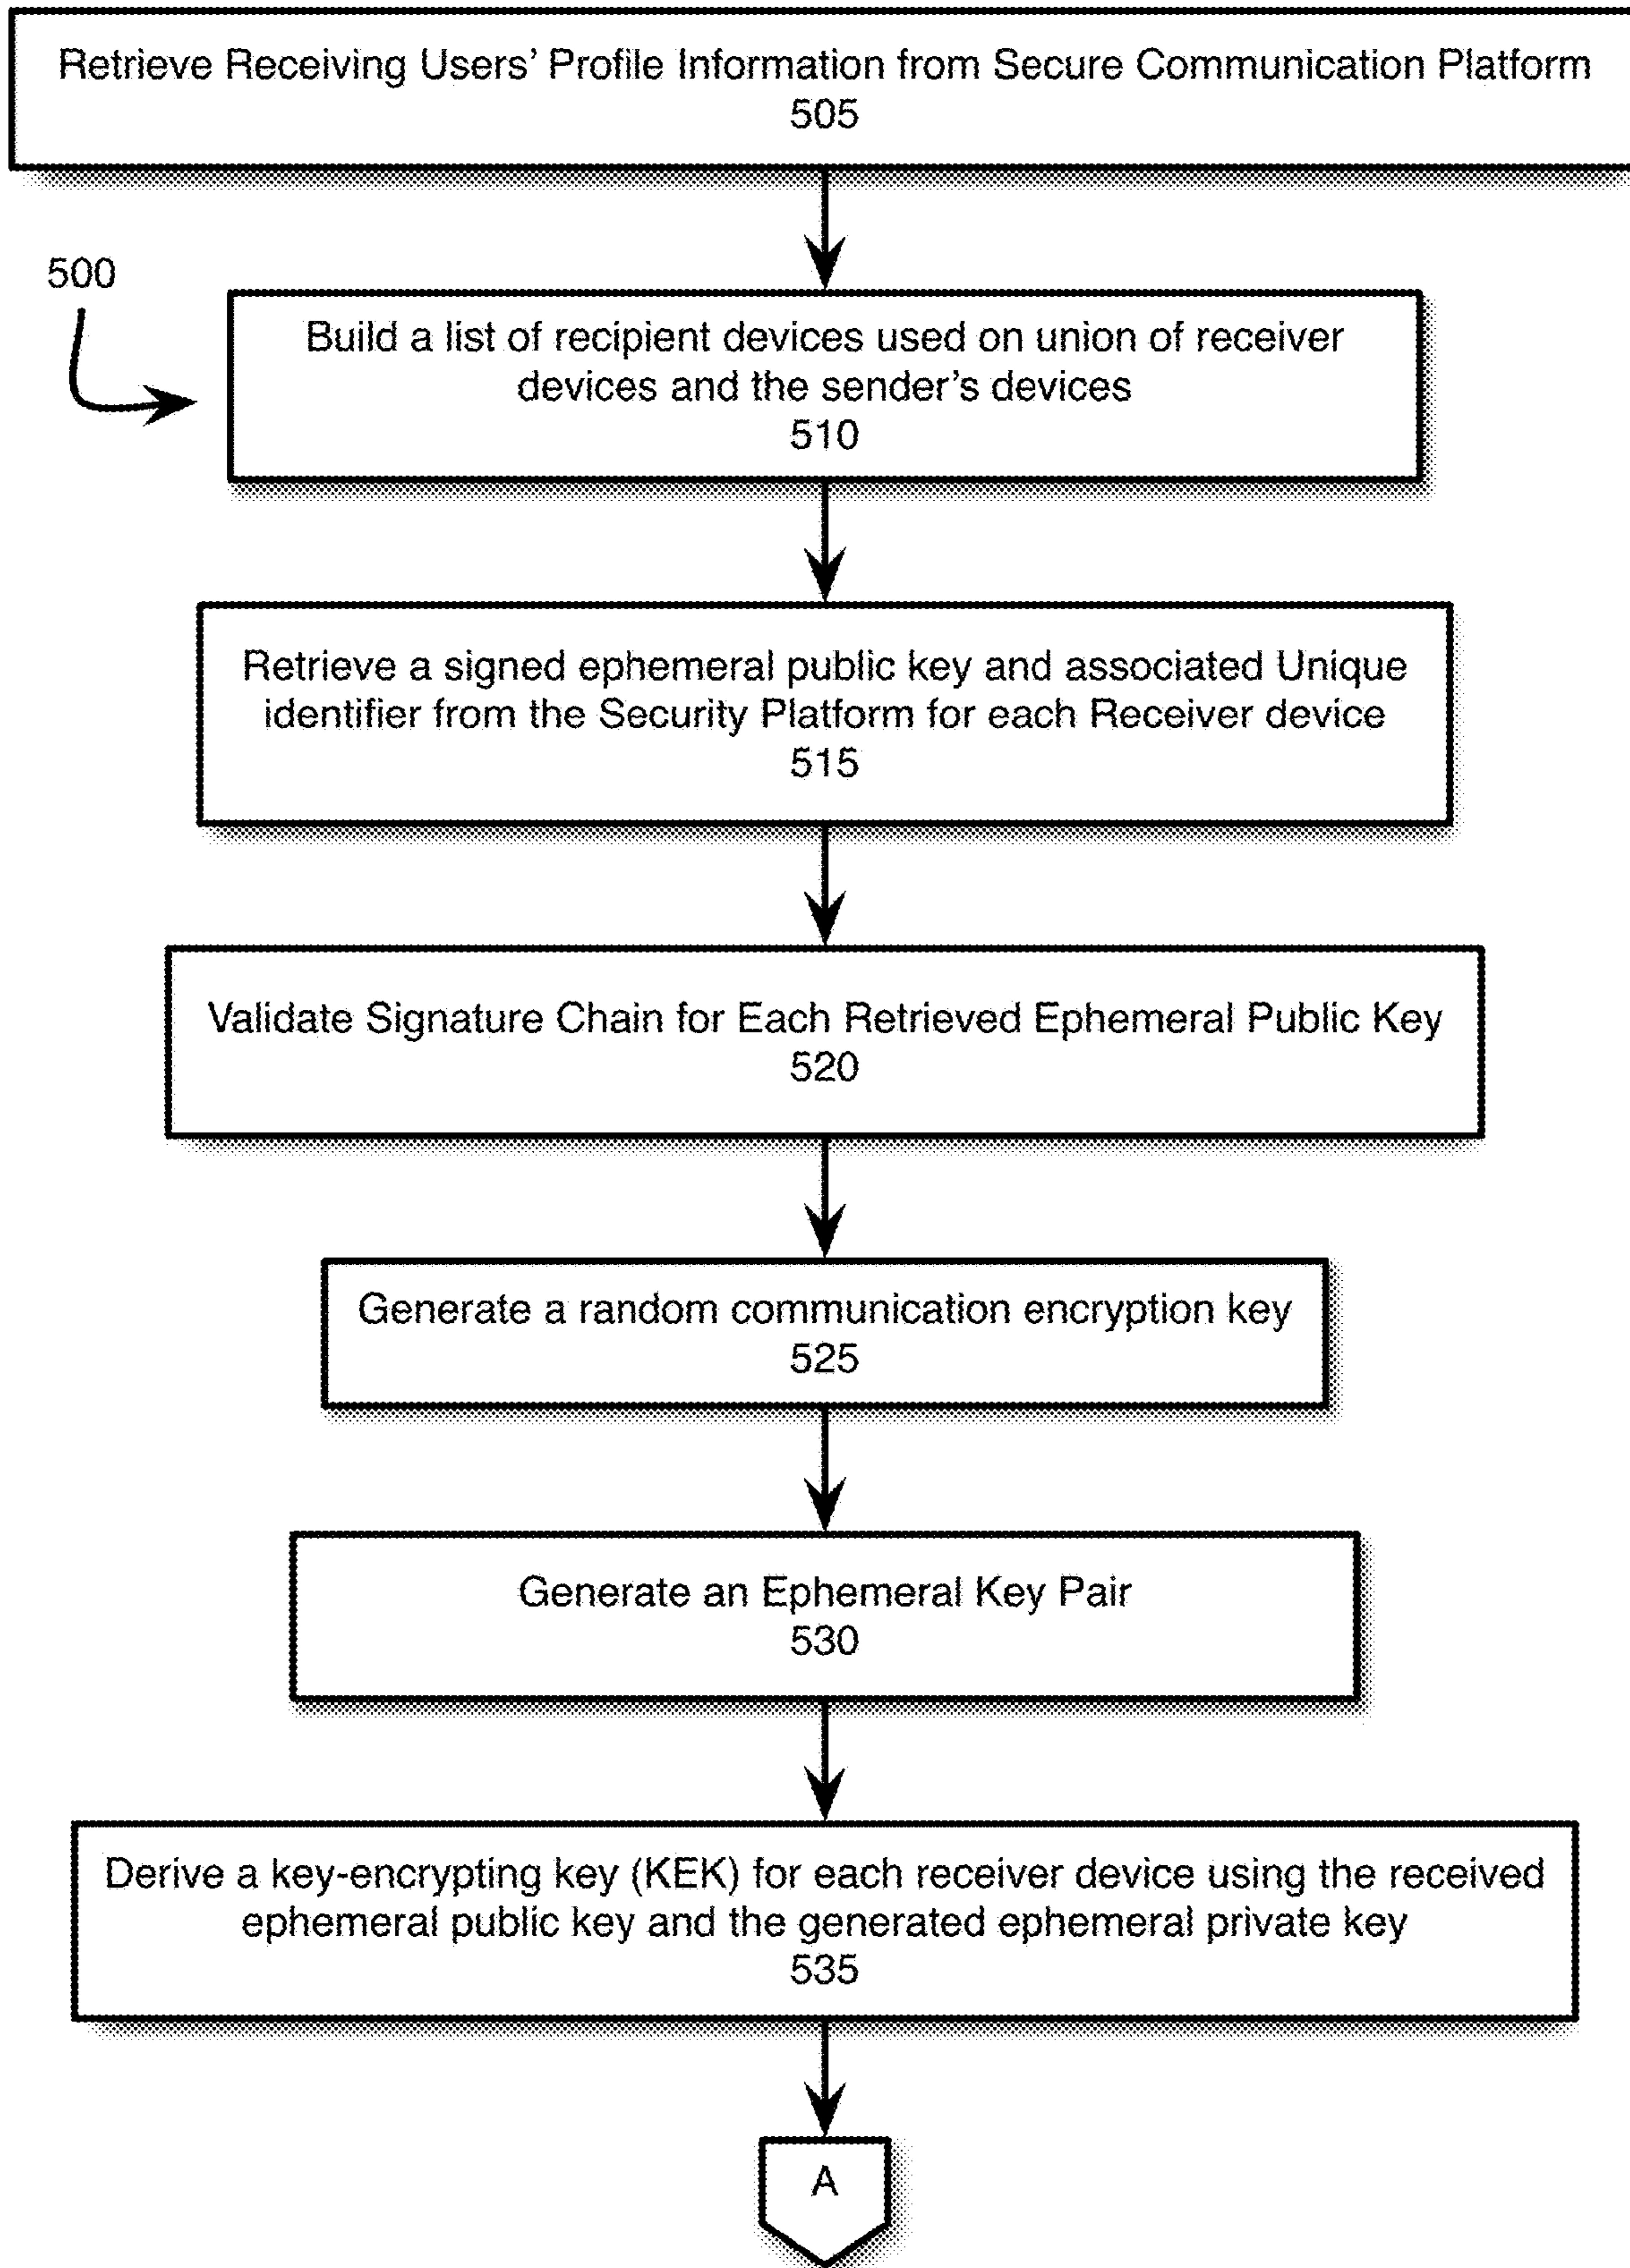 Retrieve Receiving Users’ Profile Information from Secure Communication Platform
505
500
Build a list of recipient devices used on union of receiver
devices and the sender’s devices
510
Retrieve a signed ephemeral public key and associated Unique
identifier from the Security Platform for each Receiver device
515
Validate Signature Chain for Each Retrieved Ephemeral Public Key
520
Generate a random communication encryption key
525
Generate an Ephemeral Key Pair
530
Derive a key-encrypting key (KEK) for each receiver device using the received
ephemeral public key and the generated ephemeral private key
535
A